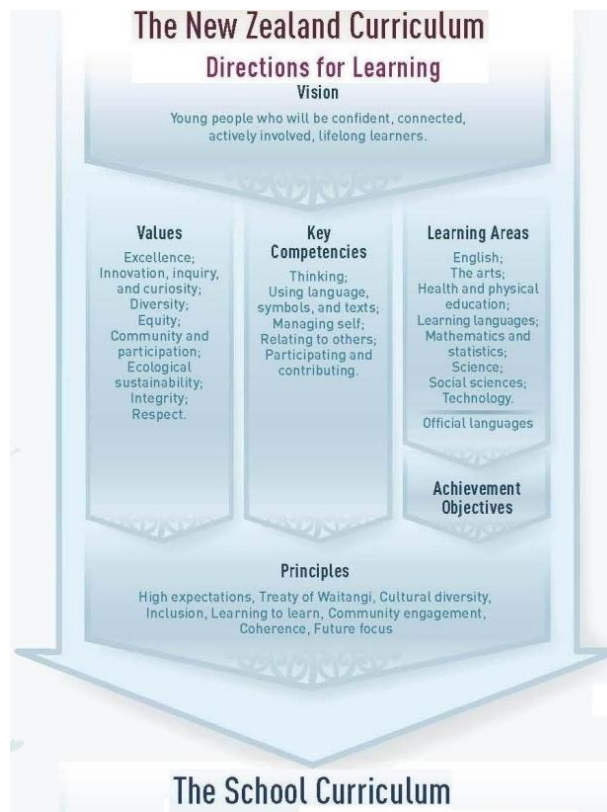 The New Zealand Curriculum
Directions for Learning
Vision
Young people who will be confident, connected,
actively involved, lifelong learners.
Values
Excellence;
Innovation, inquiry,
and curiosity;
Diversity;
Equity;
Community and
participation;
Ecological
sustainability;
Integrity;
Respect.
Key
Competencies
Thinking;
Using language,
symbols, and texts;
Managing self;
Relating to others;
Participating and
contributing.
Learning Areas
English;
The arts;
Health and physical
education;
Learning languages;
Mathematics and
statistics;
Science;
Social sciences;
Technology.
Official languages
Achievement
Objectives
Principles
High expectations, Treaty of Waitangi, Cultural diversity,
Inclusion, Learning to learn, Community engagement,
Coherence, Future focus
The School Curriculum